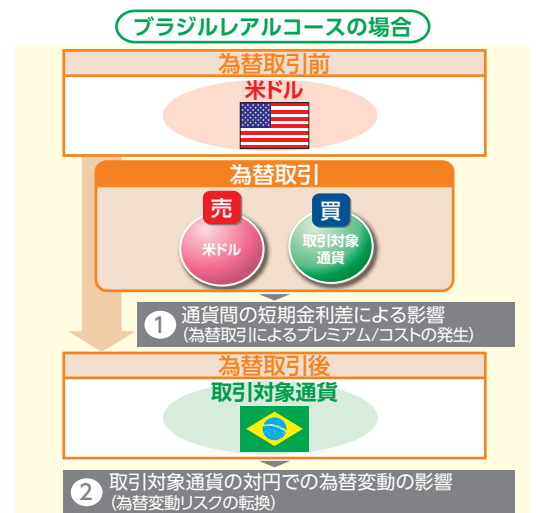 ブラジルレアルコースの場合
為替取引前
米ドル
為替取引
売
買
米ドル
取引対象
通貨
1 通貨間の短期金利差による影響
(為替取引によるプレミアム/コストの発生)
為替取引後
取引対象通貨
2 取引対象通貨の対円での為替変動の影響
(為替変動リスクの転換)